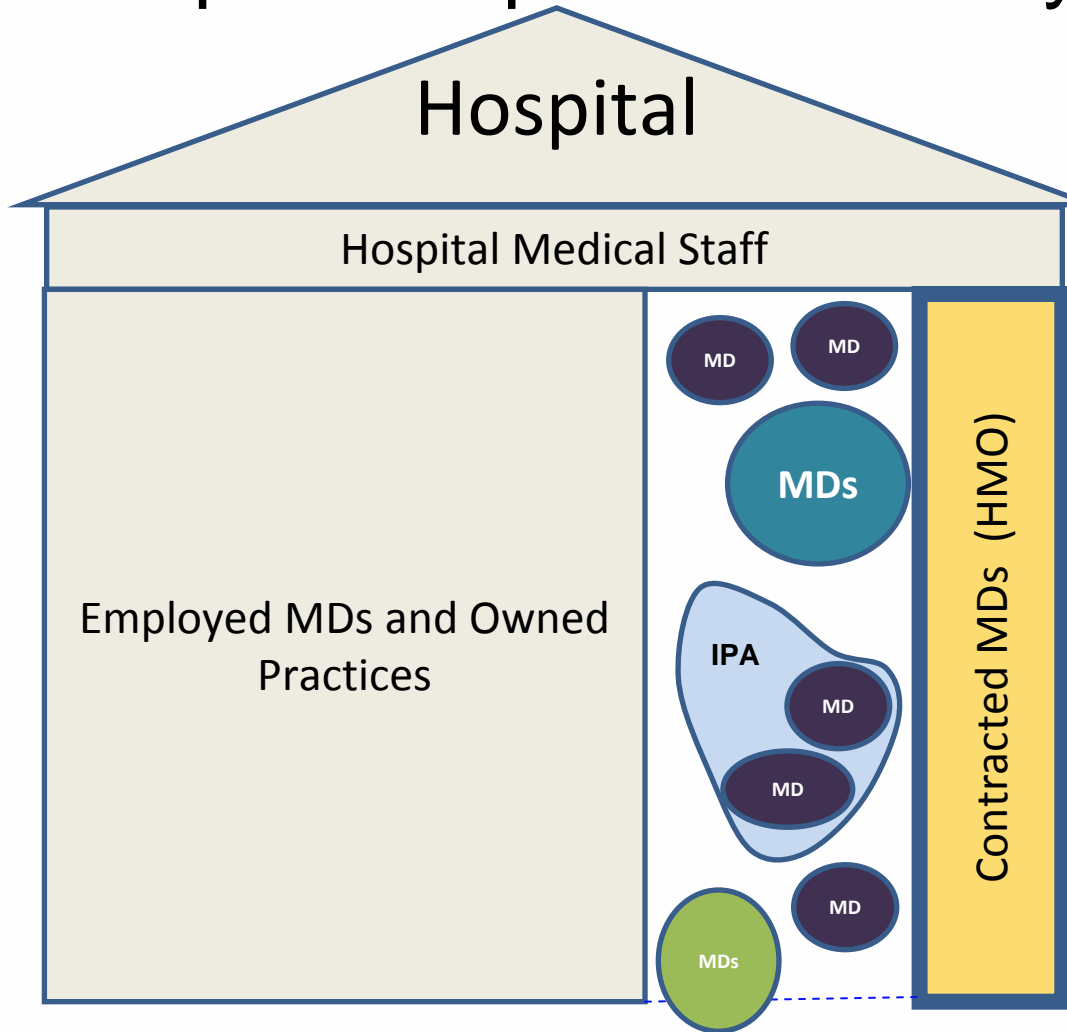 Hospital
Hospital Medical Staff
MD
MD
MDs
Employed MDs and Owned
Practices
IPA
MD
MD
MD
MDs
Contracted MDs (HMO)